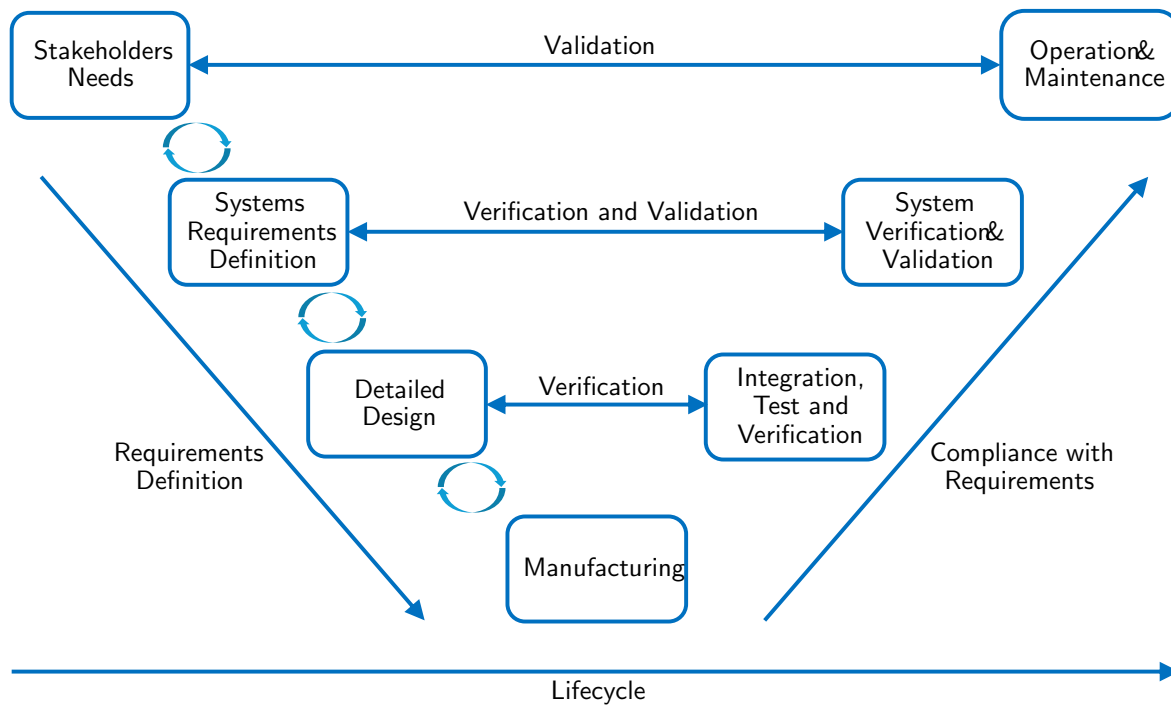 Stakeholders
Needs
Validation
Operation&
Maintenance
Systems
Requirements
Definition
Verification and Validation
System
Verification&
Validation
Detailed
Design
Verification
Integration,
Test and
Verification
Requirements
Definition
Compliance with
Requirements
Manufacturing
Lifecycle